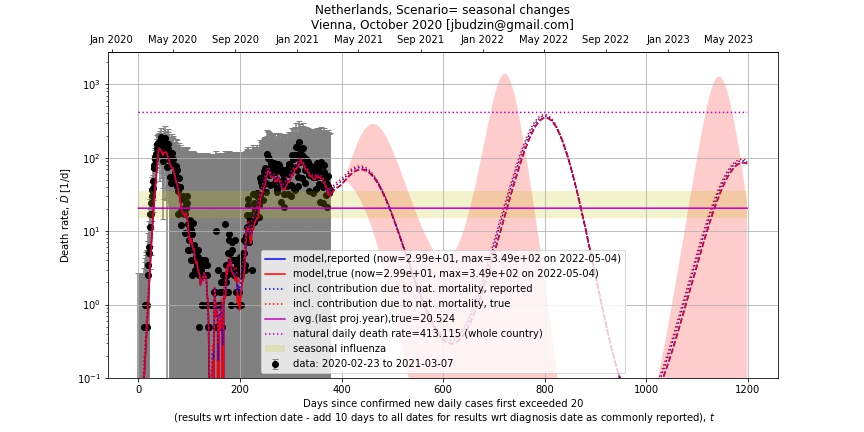 Netherlands, Scenario= seasonal changes
Vienna, October 2020 [jbudzin@gmail.com]
Jan 2020 May 2020 Sep 2020 Jan 2021 May 2021 Sep 2021 Jan 2022 May 2022 Sep 2022 Jan 2023 May 2023
10³
10²
10¹
10⁰
10⁻¹
Death rate, D [1/d]
model,reported (now=2.99e+01, max=3.49e+02 on 2022-05-04)
model,true (now=2.99e+01, max=3.49e+02 on 2022-05-04)
incl. contribution due to nat. mortality, reported
incl. contribution due to nat. mortality, true
avg.(last proj.year),true=20.524
natural daily death rate=413.115 (whole country)
seasonal influenza
data: 2020-02-23 to 2021-03-07
0 200 400 600 800 1000 1200
Days since confirmed new daily cases first exceeded 20
(results wrt infection date - add 10 days to all dates for results wrt diagnosis date as commonly reported), t